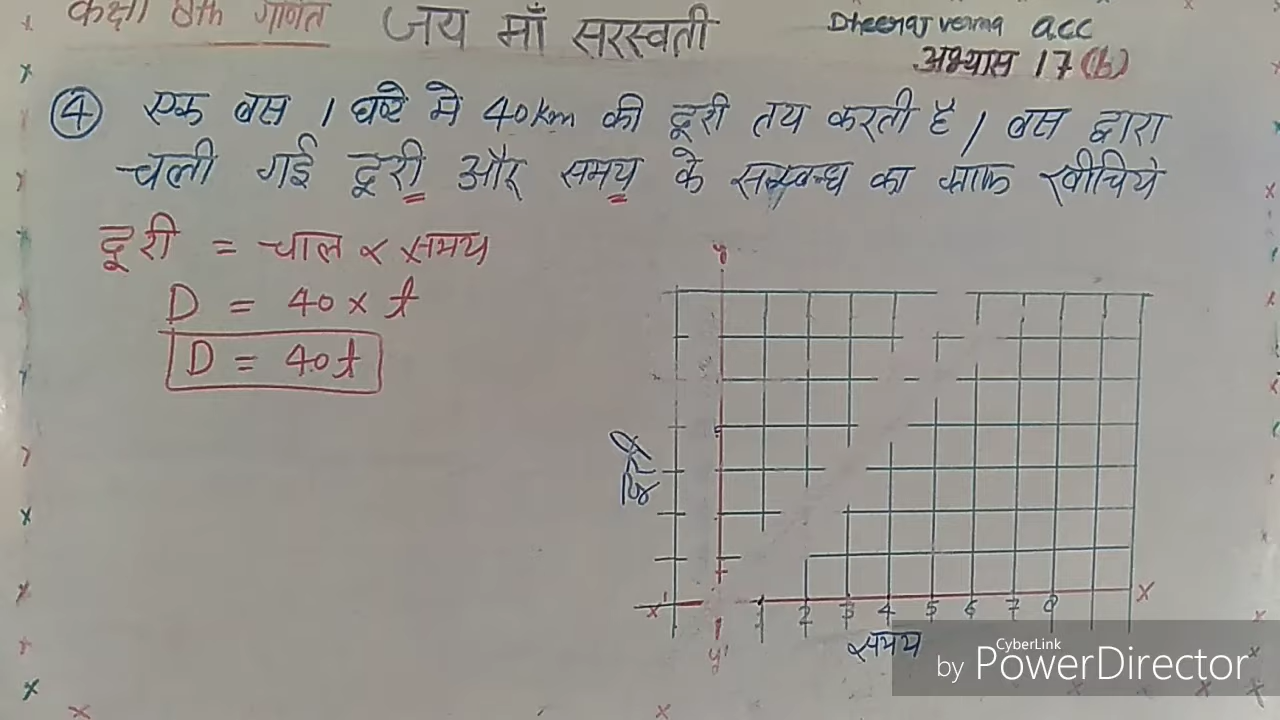 कक्षा 8th गणित
जय माँ सरस्वती
Dheeraj verma acc
अभ्यास 17 (b)
④ एक बस 1 घण्टे मे 40km की दूरी तय करती है / बस द्वारा
चली गई दूरी और समय के सम्बन्ध का ग्राफ खीचिये
दूरी = चाल × समय
D = 40 × t
D = 40t
y
दूरी
x' x
1 2 3 4 5 6 7 8
y'
समय
CyberLink
by PowerDirector